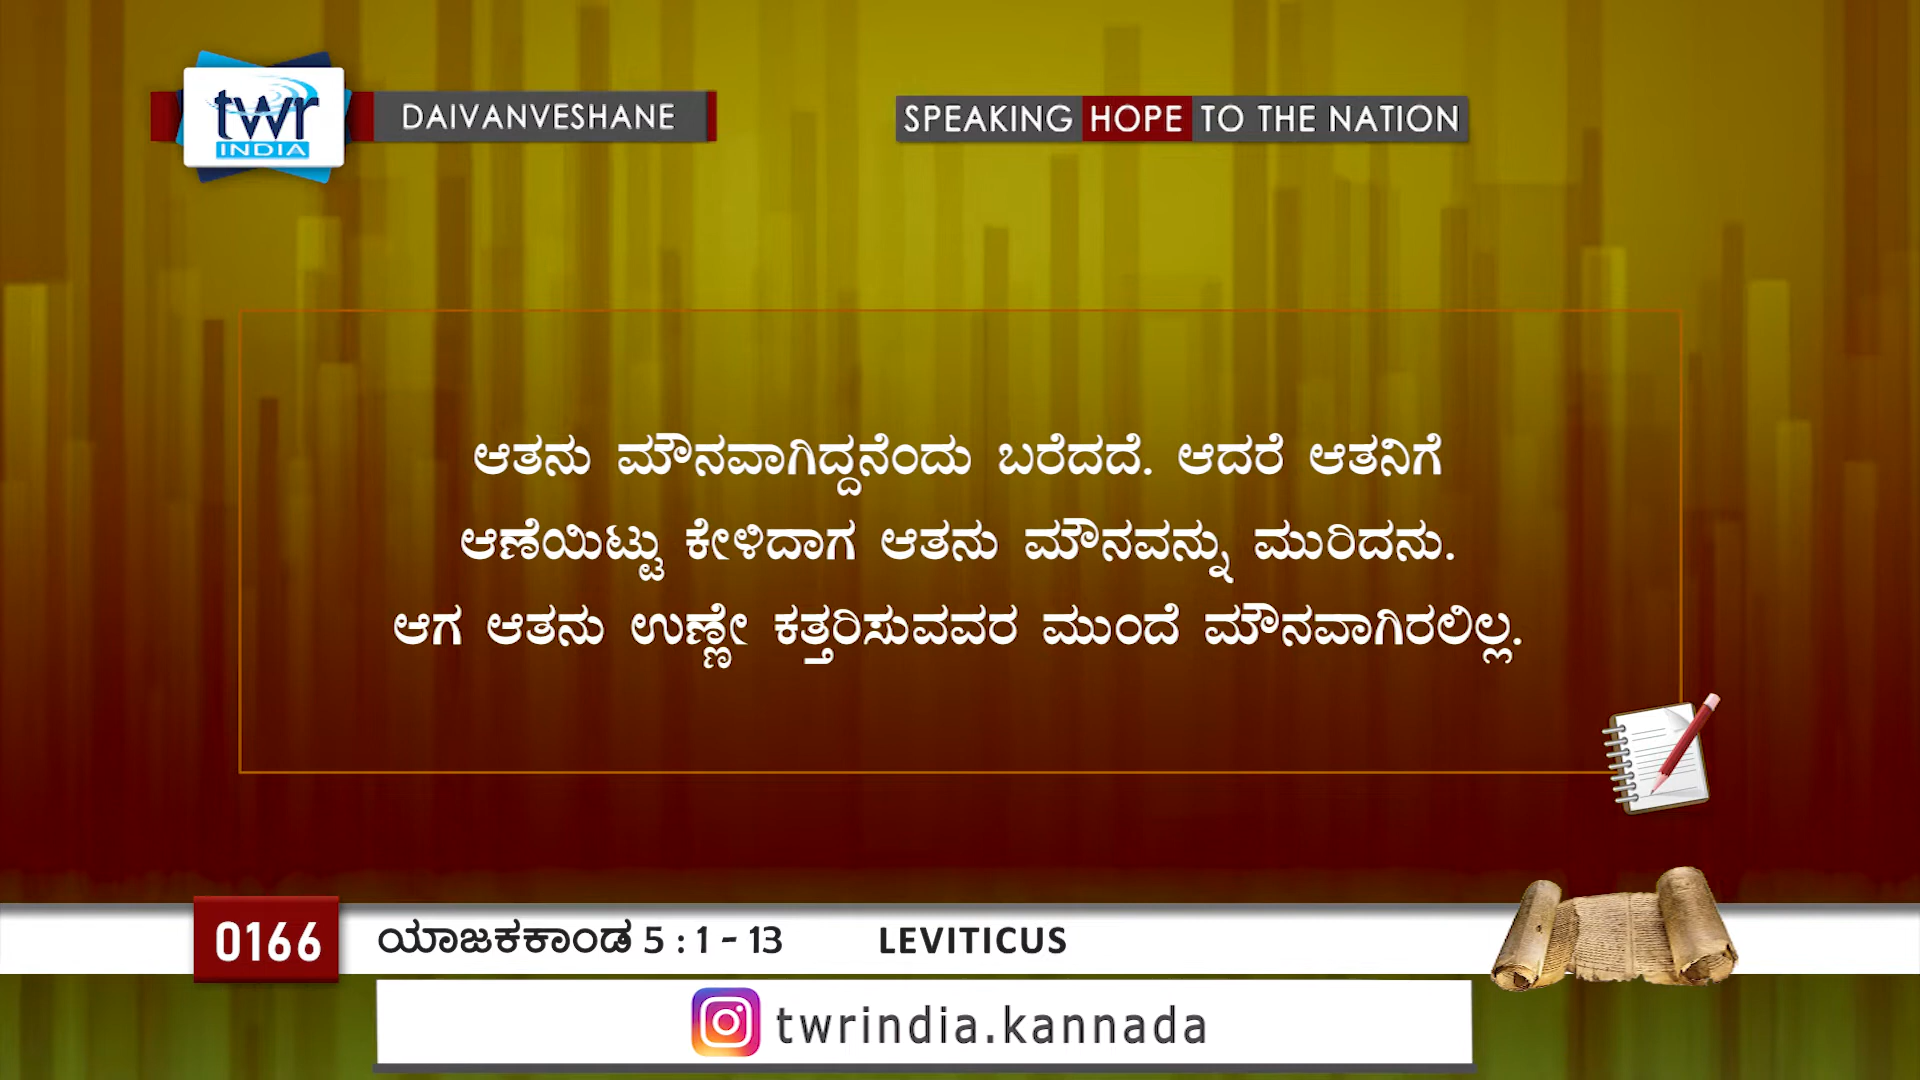 twr
INDIA
DAIVANVESHANE
SPEAKING HOPE TO THE NATION
ಆತನು ಮೌನವಾಗಿದ್ದನೆಂದು ಬರೆದದೆ. ಆದರೆ ಆತನಿಗೆ
ಆಣೆಯಿಟ್ಟು ಕೇಳಿದಾಗ ಆತನು ಮೌನವನ್ನು ಮುರಿದನು.
ಆಗ ಆತನು ಉಣ್ಣೇ ಕತ್ತರಿಸುವವರ ಮುಂದೆ ಮೌನವಾಗಿರಲಿಲ್ಲ.
0166 ಯಾಜಕಕಾಂಡ 5 : 1 - 13 LEVITICUS
twrindia.kannada